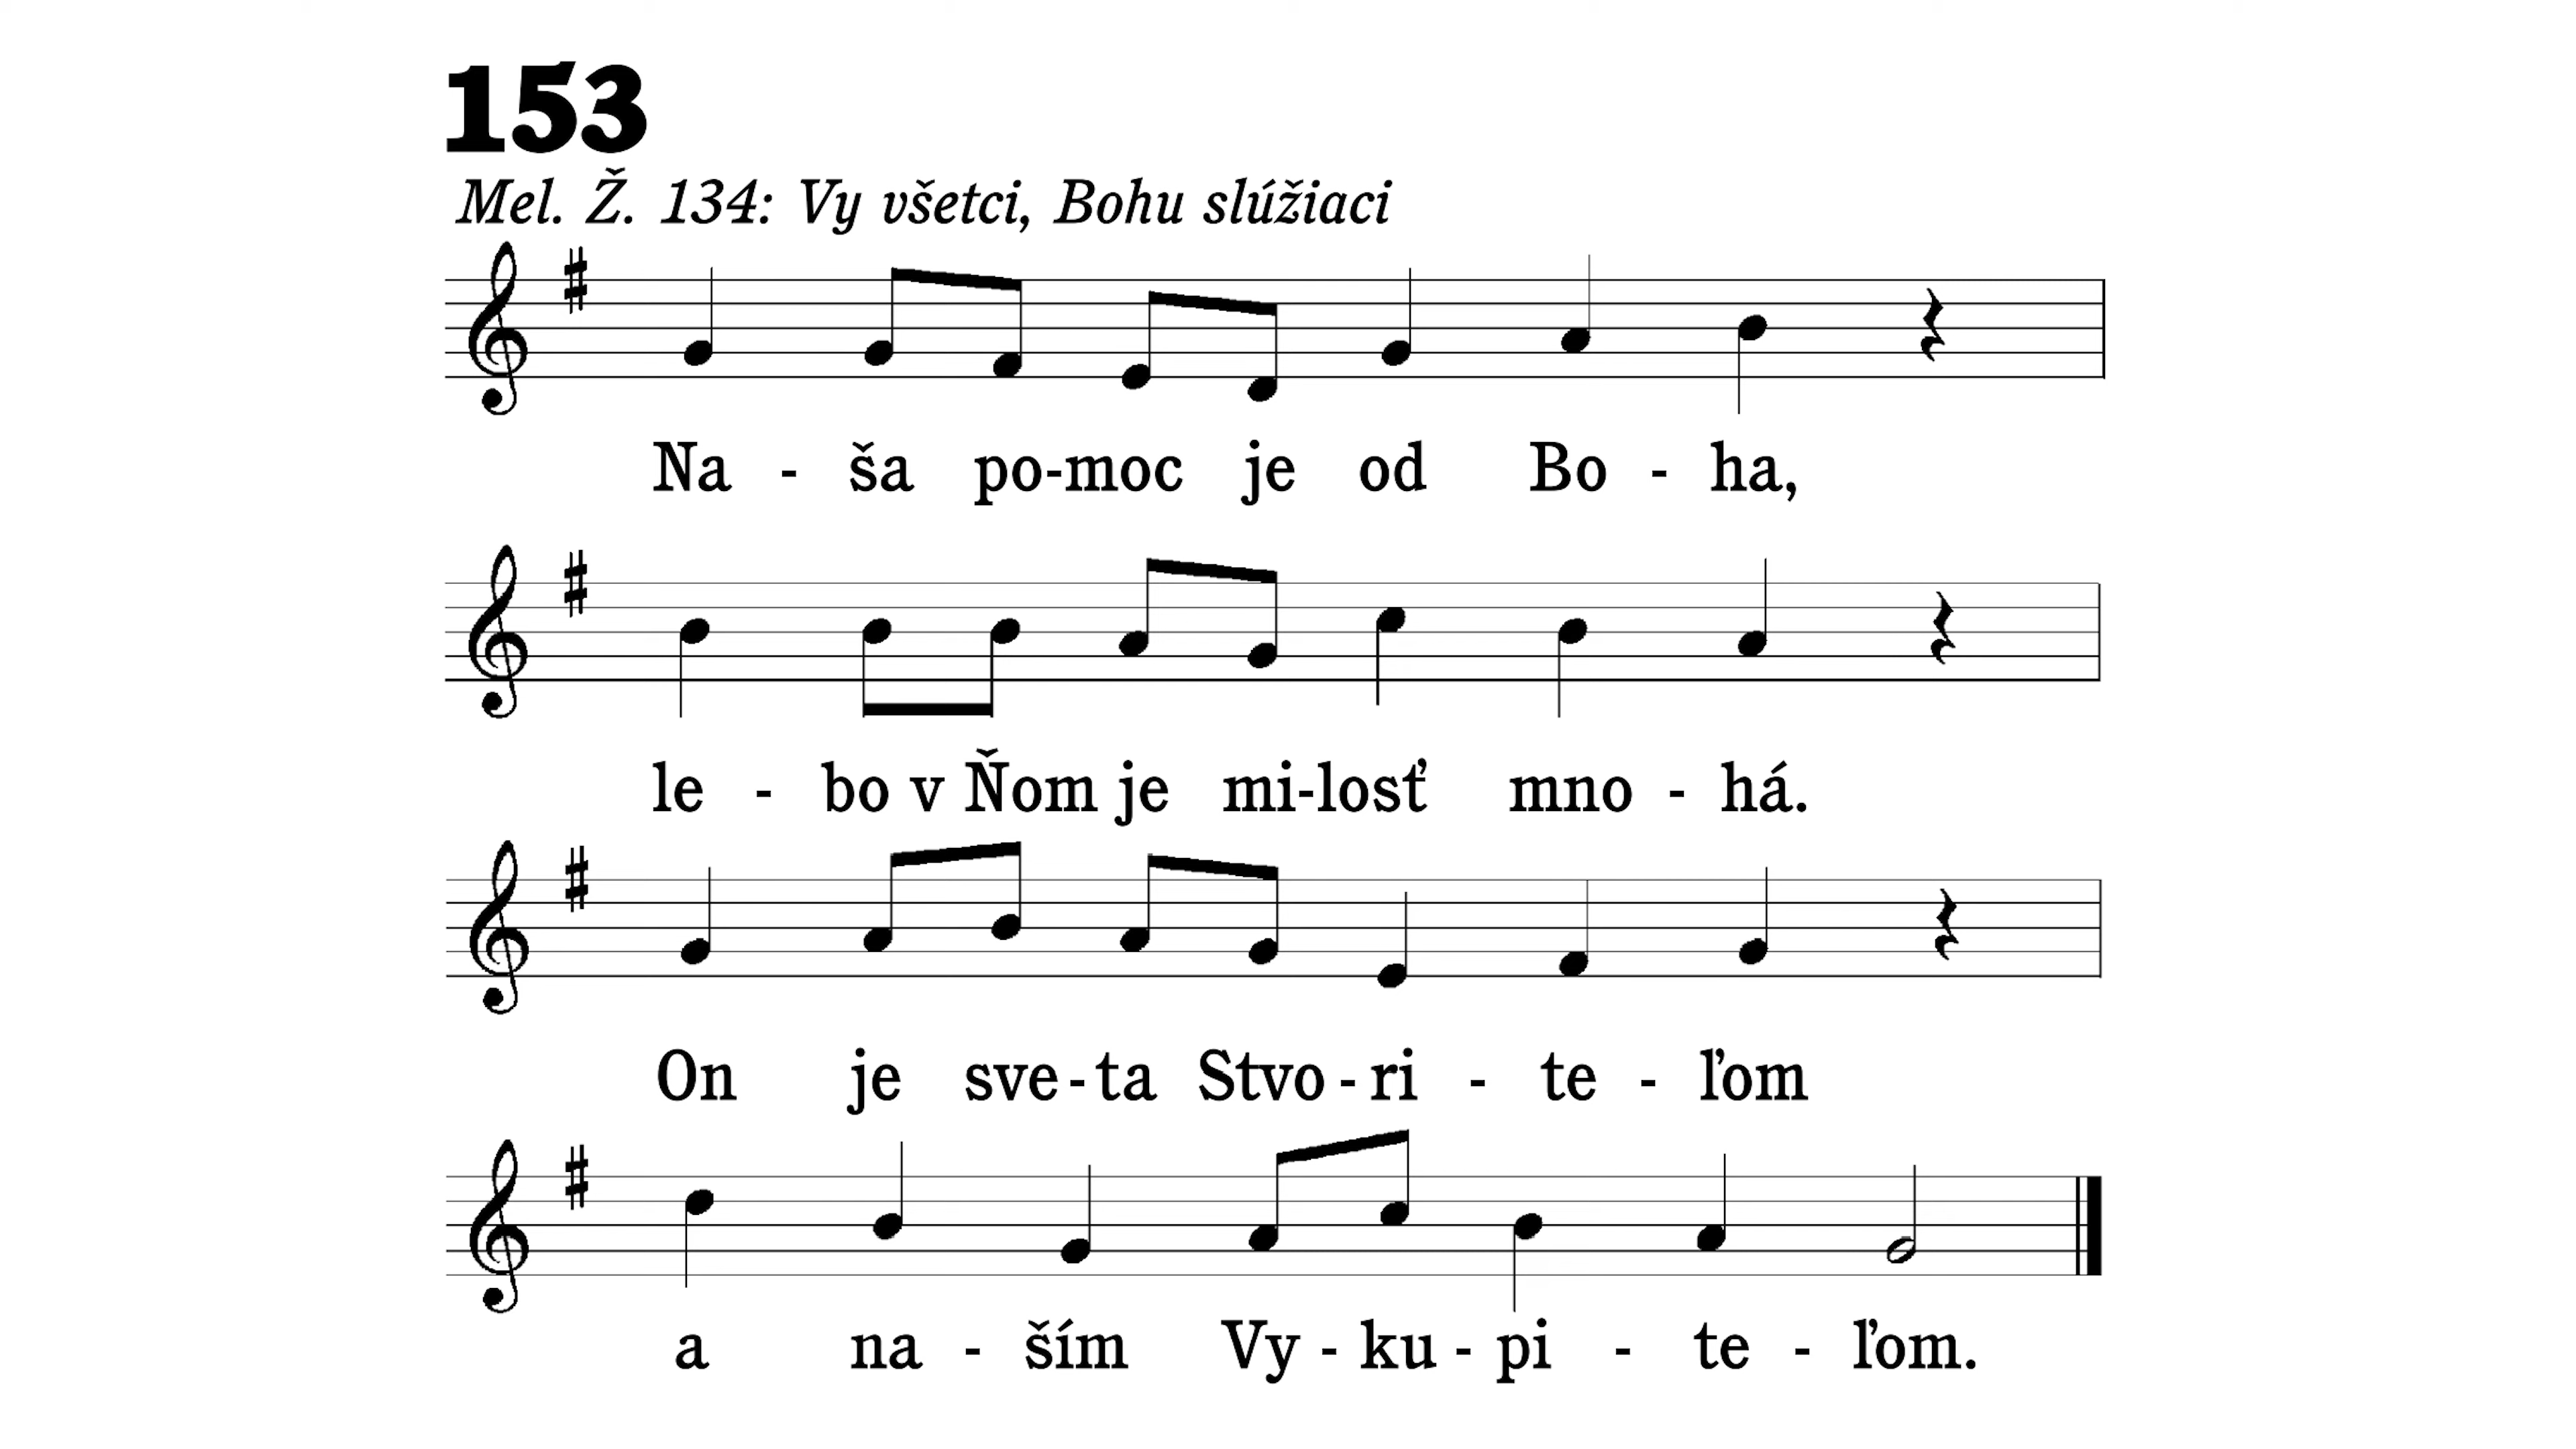 153
Mel. Ž. 134: Vy všetci, Bohu slúžiaci
Na - ša po-moc je od Bo - ha,
le - bo v Ňom je mi-losť mno - há.
On je sve-ta Stvo-ri - te - ľom
a na - ším Vy - ku - pi - te - ľom.